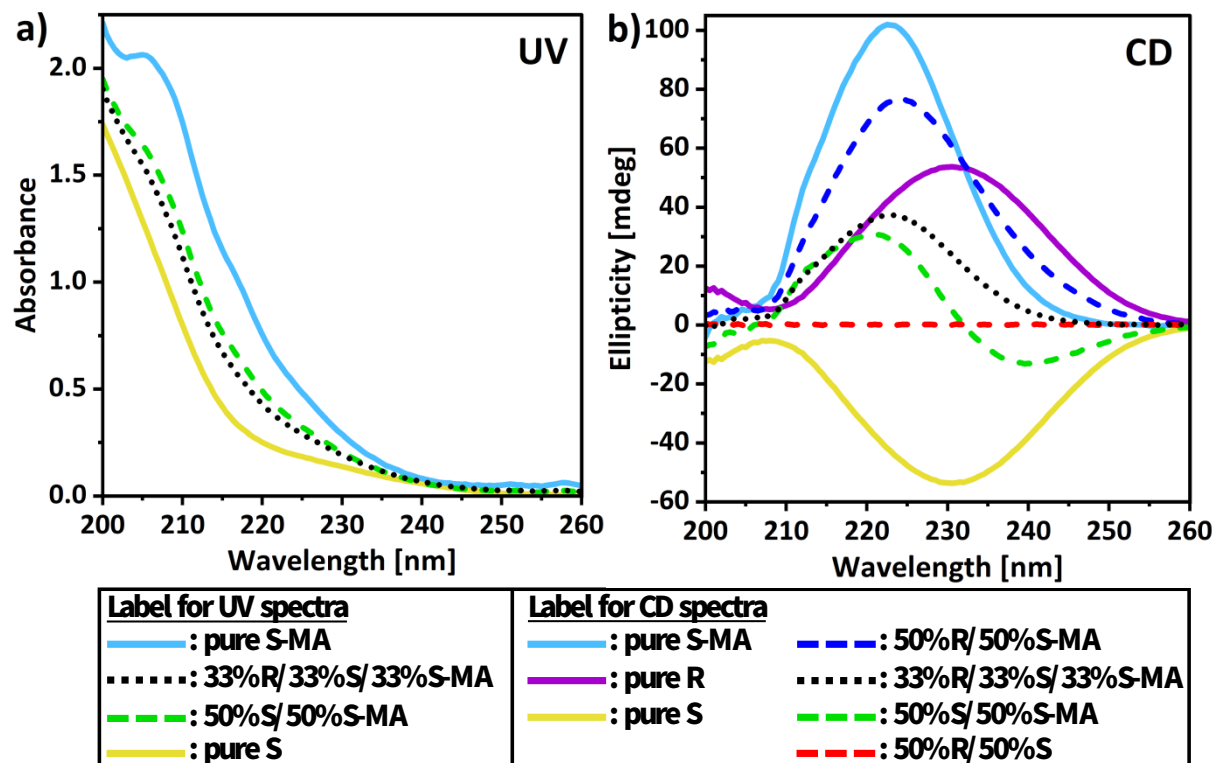 a)
UV
2.0
1.5
1.0
0.5
0.0
Absorbance
200 210 220 230 240 250 260
Wavelength [nm]
b)
CD
100
80
60
40
20
0
-20
-40
-60
Ellipticity [mdeg]
200 210 220 230 240 250 260
Wavelength [nm]
Label for UV spectra
: pure S-MA
: 33%R/33%S/33%S-MA
: 50%S/50%S-MA
: pure S
Label for CD spectra
: pure S-MA
: pure R
: pure S
: 50%R/50%S-MA
: 33%R/33%S/33%S-MA
: 50%S/50%S-MA
: 50%R/50%S